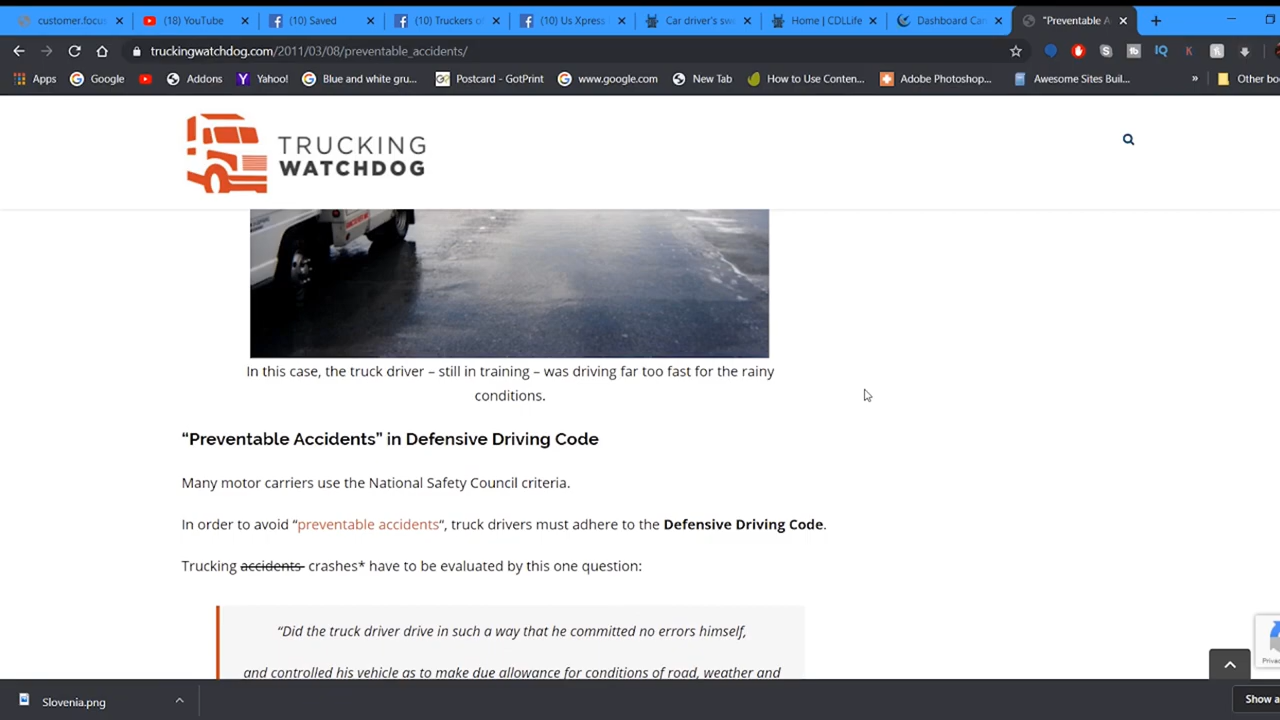 customer.focus
(18) YouTube
(10) Saved
(10) Truckers of
(10) Us Xpress
Car driver's sw
Home | CDLLife
Dashboard Can
"Preventable A
truckingwatchdog.com/2011/03/08/preventable_accidents/
Apps
Google
Addons
Yahoo!
Blue and white gru...
Postcard - GotPrint
www.google.com
New Tab
How to Use Conten...
Adobe Photoshop...
Awesome Sites Buil...
»
Other bo
TRUCKING
WATCHDOG
In this case, the truck driver – still in training – was driving far too fast for the rainy
conditions.
“Preventable Accidents” in Defensive Driving Code
Many motor carriers use the National Safety Council criteria.
In order to avoid “preventable accidents“, truck drivers must adhere to the Defensive Driving Code.
Trucking accidents crashes* have to be evaluated by this one question:
“Did the truck driver drive in such a way that he committed no errors himself,
and controlled his vehicle as to make due allowance for conditions of road, weather and
Privac
Slovenia.png
Show a